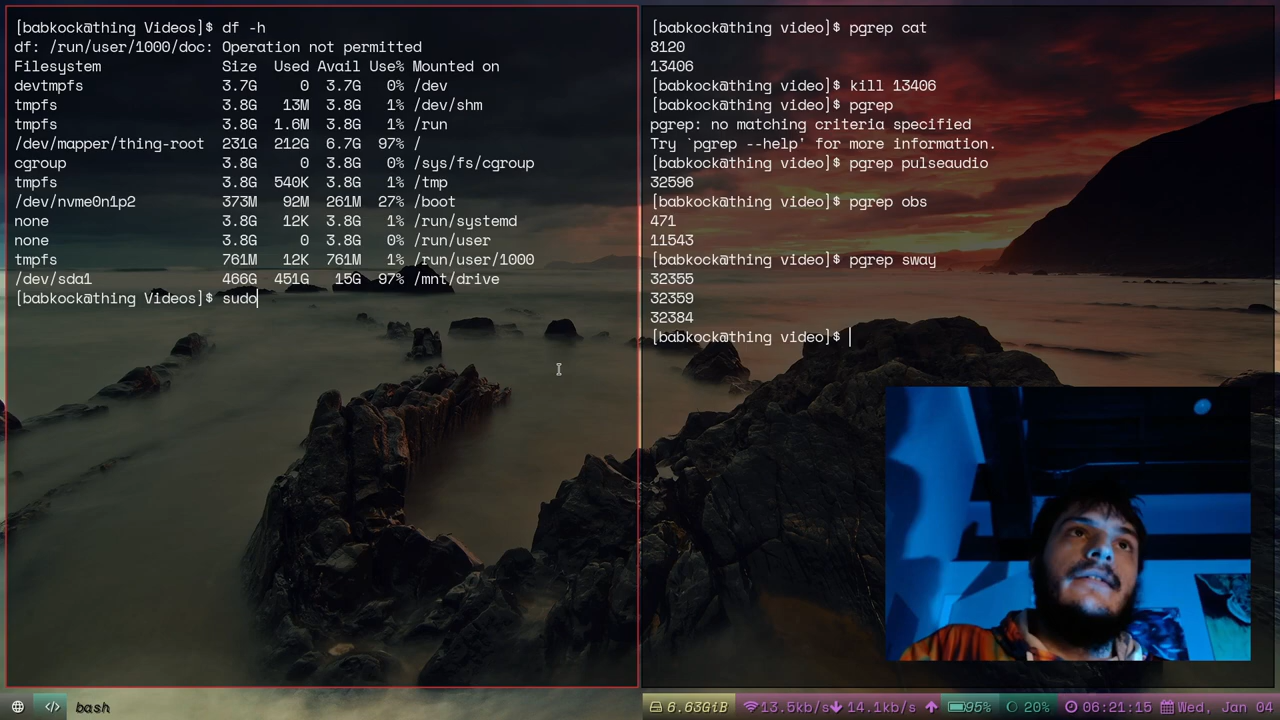 [babkock@thing Videos]$ df -h
df: /run/user/1000/doc: Operation not permitted
Filesystem Size Used Avail Use% Mounted on
devtmpfs 3.7G 0 3.7G 0% /dev
tmpfs 3.8G 13M 3.8G 1% /dev/shm
tmpfs 3.8G 1.6M 3.8G 1% /run
/dev/mapper/thing-root 231G 212G 6.7G 97% /
cgroup 3.8G 0 3.8G 0% /sys/fs/cgroup
tmpfs 3.8G 540K 3.8G 1% /tmp
/dev/nvme0n1p2 373M 92M 261M 27% /boot
none 3.8G 12K 3.8G 1% /run/systemd
none 3.8G 0 3.8G 0% /run/user
tmpfs 761M 12K 761M 1% /run/user/1000
/dev/sda1 466G 451G 15G 97% /mnt/drive
[babkock@thing Videos]$ sudo
[babkock@thing video]$ pgrep cat
8120
13406
[babkock@thing video]$ kill 13406
[babkock@thing video]$ pgrep
pgrep: no matching criteria specified
Try `pgrep --help' for more information.
[babkock@thing video]$ pgrep pulseaudio
32596
[babkock@thing video]$ pgrep obs
471
11543
[babkock@thing video]$ pgrep sway
32355
32359
32384
[babkock@thing video]$
</> bash 6.63GiB 13.5kb/s 14.1kb/s 95% 20% 06:21:15 Wed, Jan 04